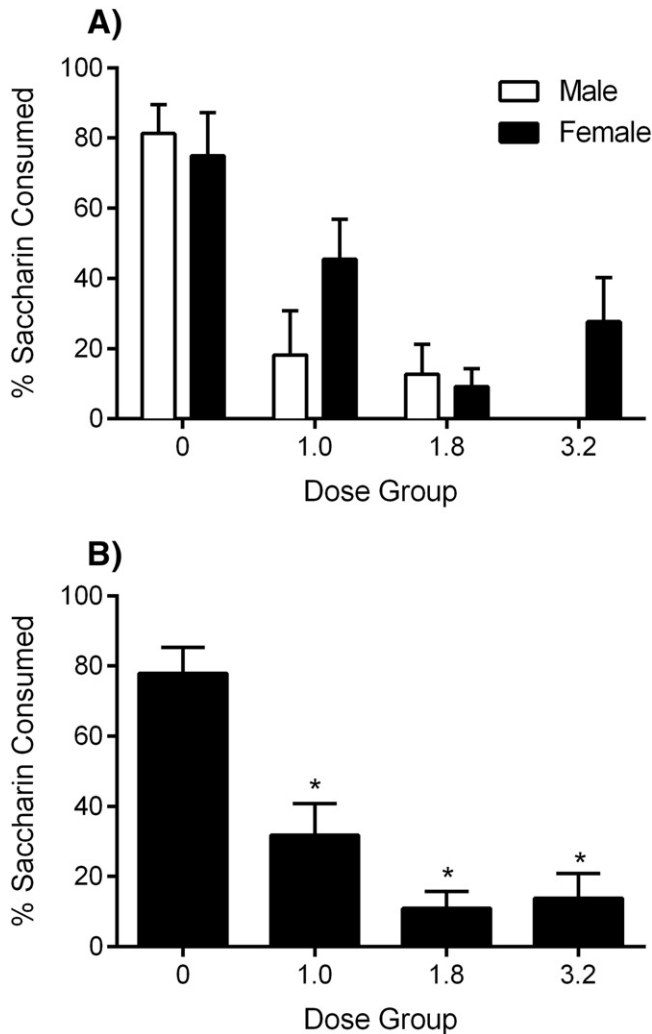 A)
% Saccharin Consumed
100
80
60
40
20
0
Male
Female
0 1.0 1.8 3.2
Dose Group
B)
% Saccharin Consumed
100
80
60
40
20
0
* * *
0 1.0 1.8 3.2
Dose Group